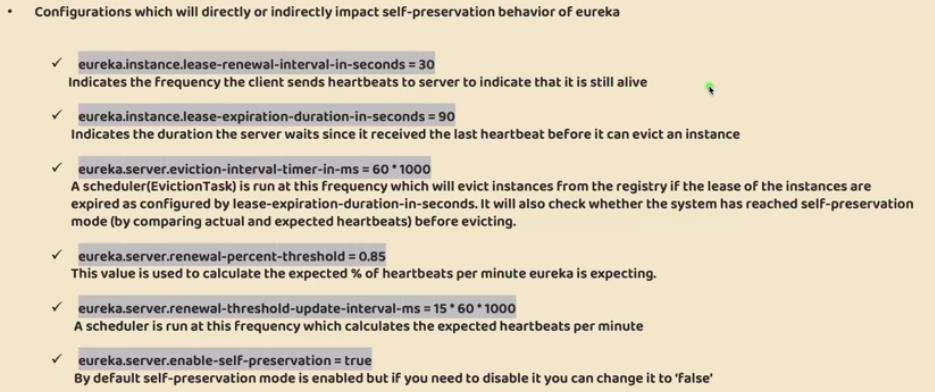 • Configurations which will directly or indirectly impact self-preservation behavior of eureka
✓ eureka.instance.lease-renewal-interval-in-seconds = 30
Indicates the frequency the client sends heartbeats to server to indicate that it is still alive
✓ eureka.instance.lease-expiration-duration-in-seconds = 90
Indicates the duration the server waits since it received the last heartbeat before it can evict an instance
✓ eureka.server.eviction-interval-timer-in-ms = 60 * 1000
A scheduler(EvictionTask) is run at this frequency which will evict instances from the registry if the lease of the instances are
expired as configured by lease-expiration-duration-in-seconds. It will also check whether the system has reached self-preservation
mode (by comparing actual and expected heartbeats) before evicting.
✓ eureka.server.renewal-percent-threshold = 0.85
This value is used to calculate the expected % of heartbeats per minute eureka is expecting.
✓ eureka.server.renewal-threshold-update-interval-ms = 15 * 60 * 1000
A scheduler is run at this frequency which calculates the expected heartbeats per minute
✓ eureka.server.enable-self-preservation = true
By default self-preservation mode is enabled but if you need to disable it you can change it to 'false'